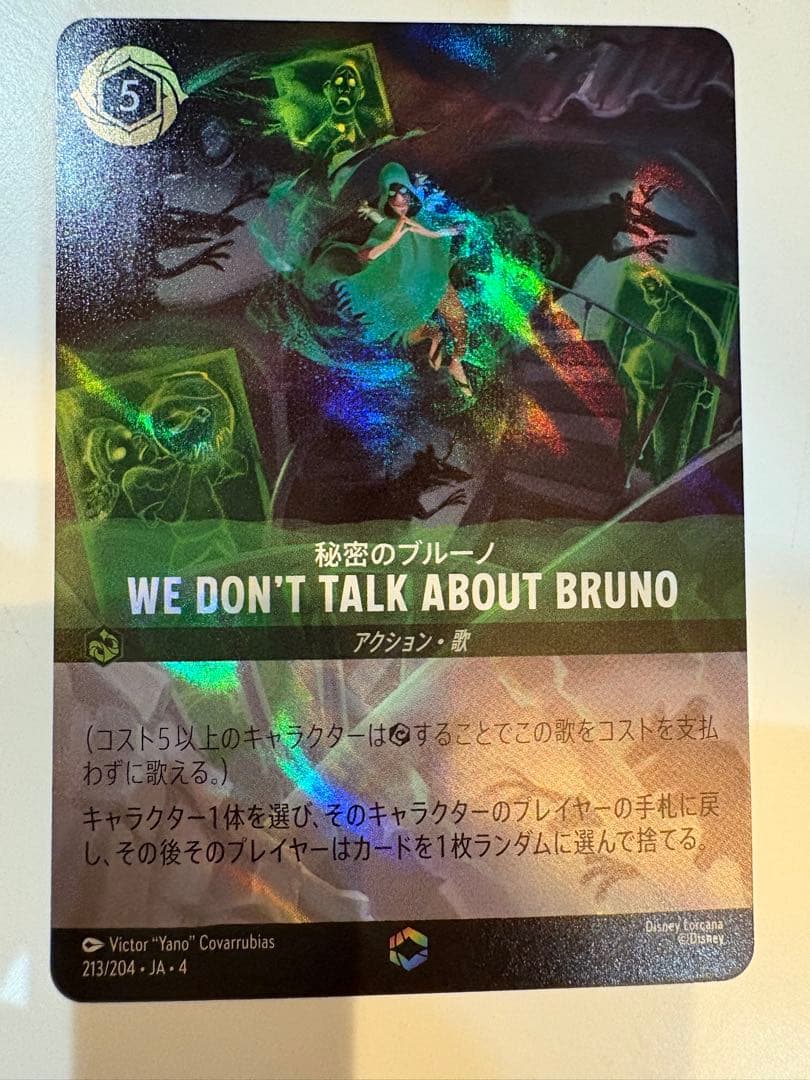 5
秘密のブルーノ
WE DON'T TALK ABOUT BRUNO
アクション・歌
(コスト5以上のキャラクターはすることでこの歌をコストを支払
わずに歌える。)
キャラクター1体を選び、そのキャラクターのプレイヤーの手札に戻
し、その後そのプレイヤーはカードを1枚ランダムに選んで捨てる。
Victor "Yano" Covarrubias
213/204 • JA • 4
Disney Lorcana
©Disney